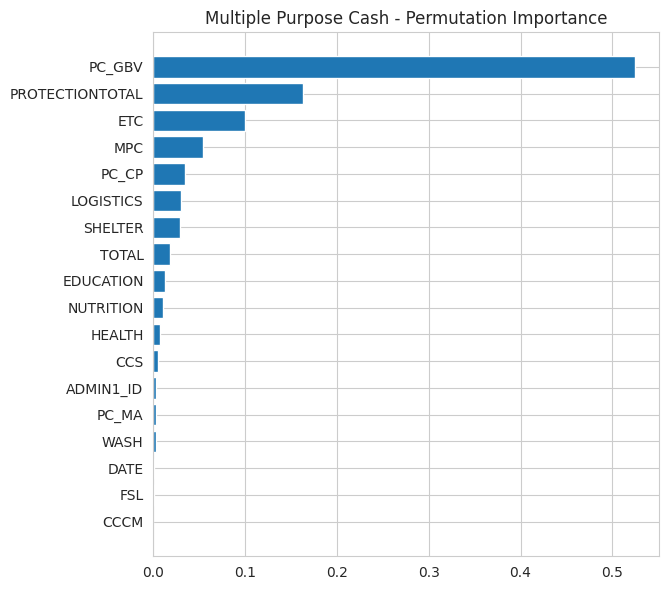 Multiple Purpose Cash - Permutation Importance
PC_GBV
PROTECTIONTOTAL
ETC
MPC
PC_CP
LOGISTICS
SHELTER
TOTAL
EDUCATION
NUTRITION
HEALTH
CCS
ADMIN1_ID
PC_MA
WASH
DATE
FSL
CCCM
0.0 0.1 0.2 0.3 0.4 0.5